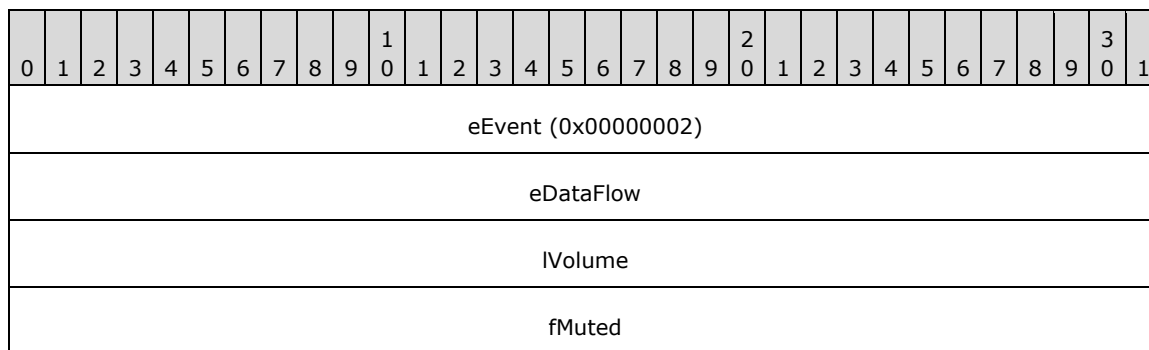 1 2 3
0 1 2 3 4 5 6 7 8 9 0 1 2 3 4 5 6 7 8 9 0 1 2 3 4 5 6 7 8 9 0 1
eEvent (0x00000002)
eDataFlow
lVolume
fMuted